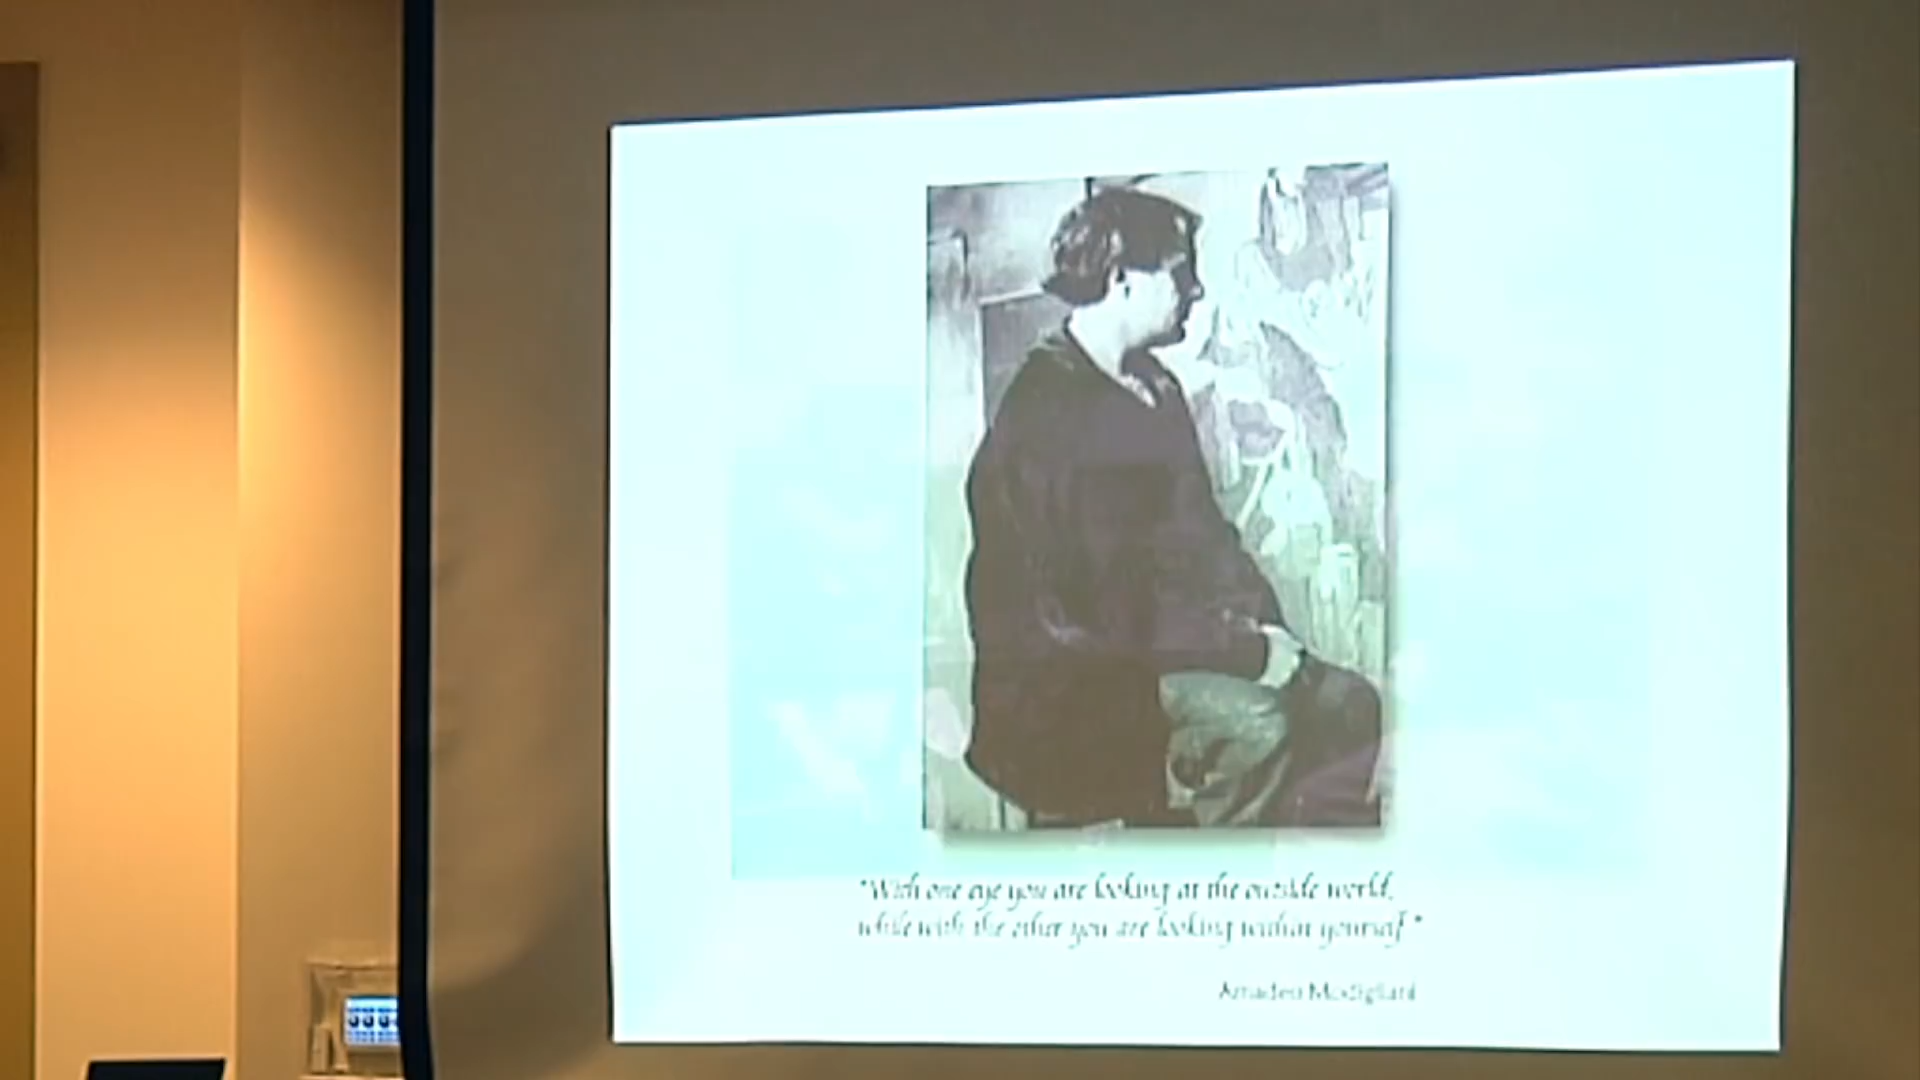 "With one eye you are looking at the outside world,
while with the other you are looking within yourself."
Amadeo Modigliani